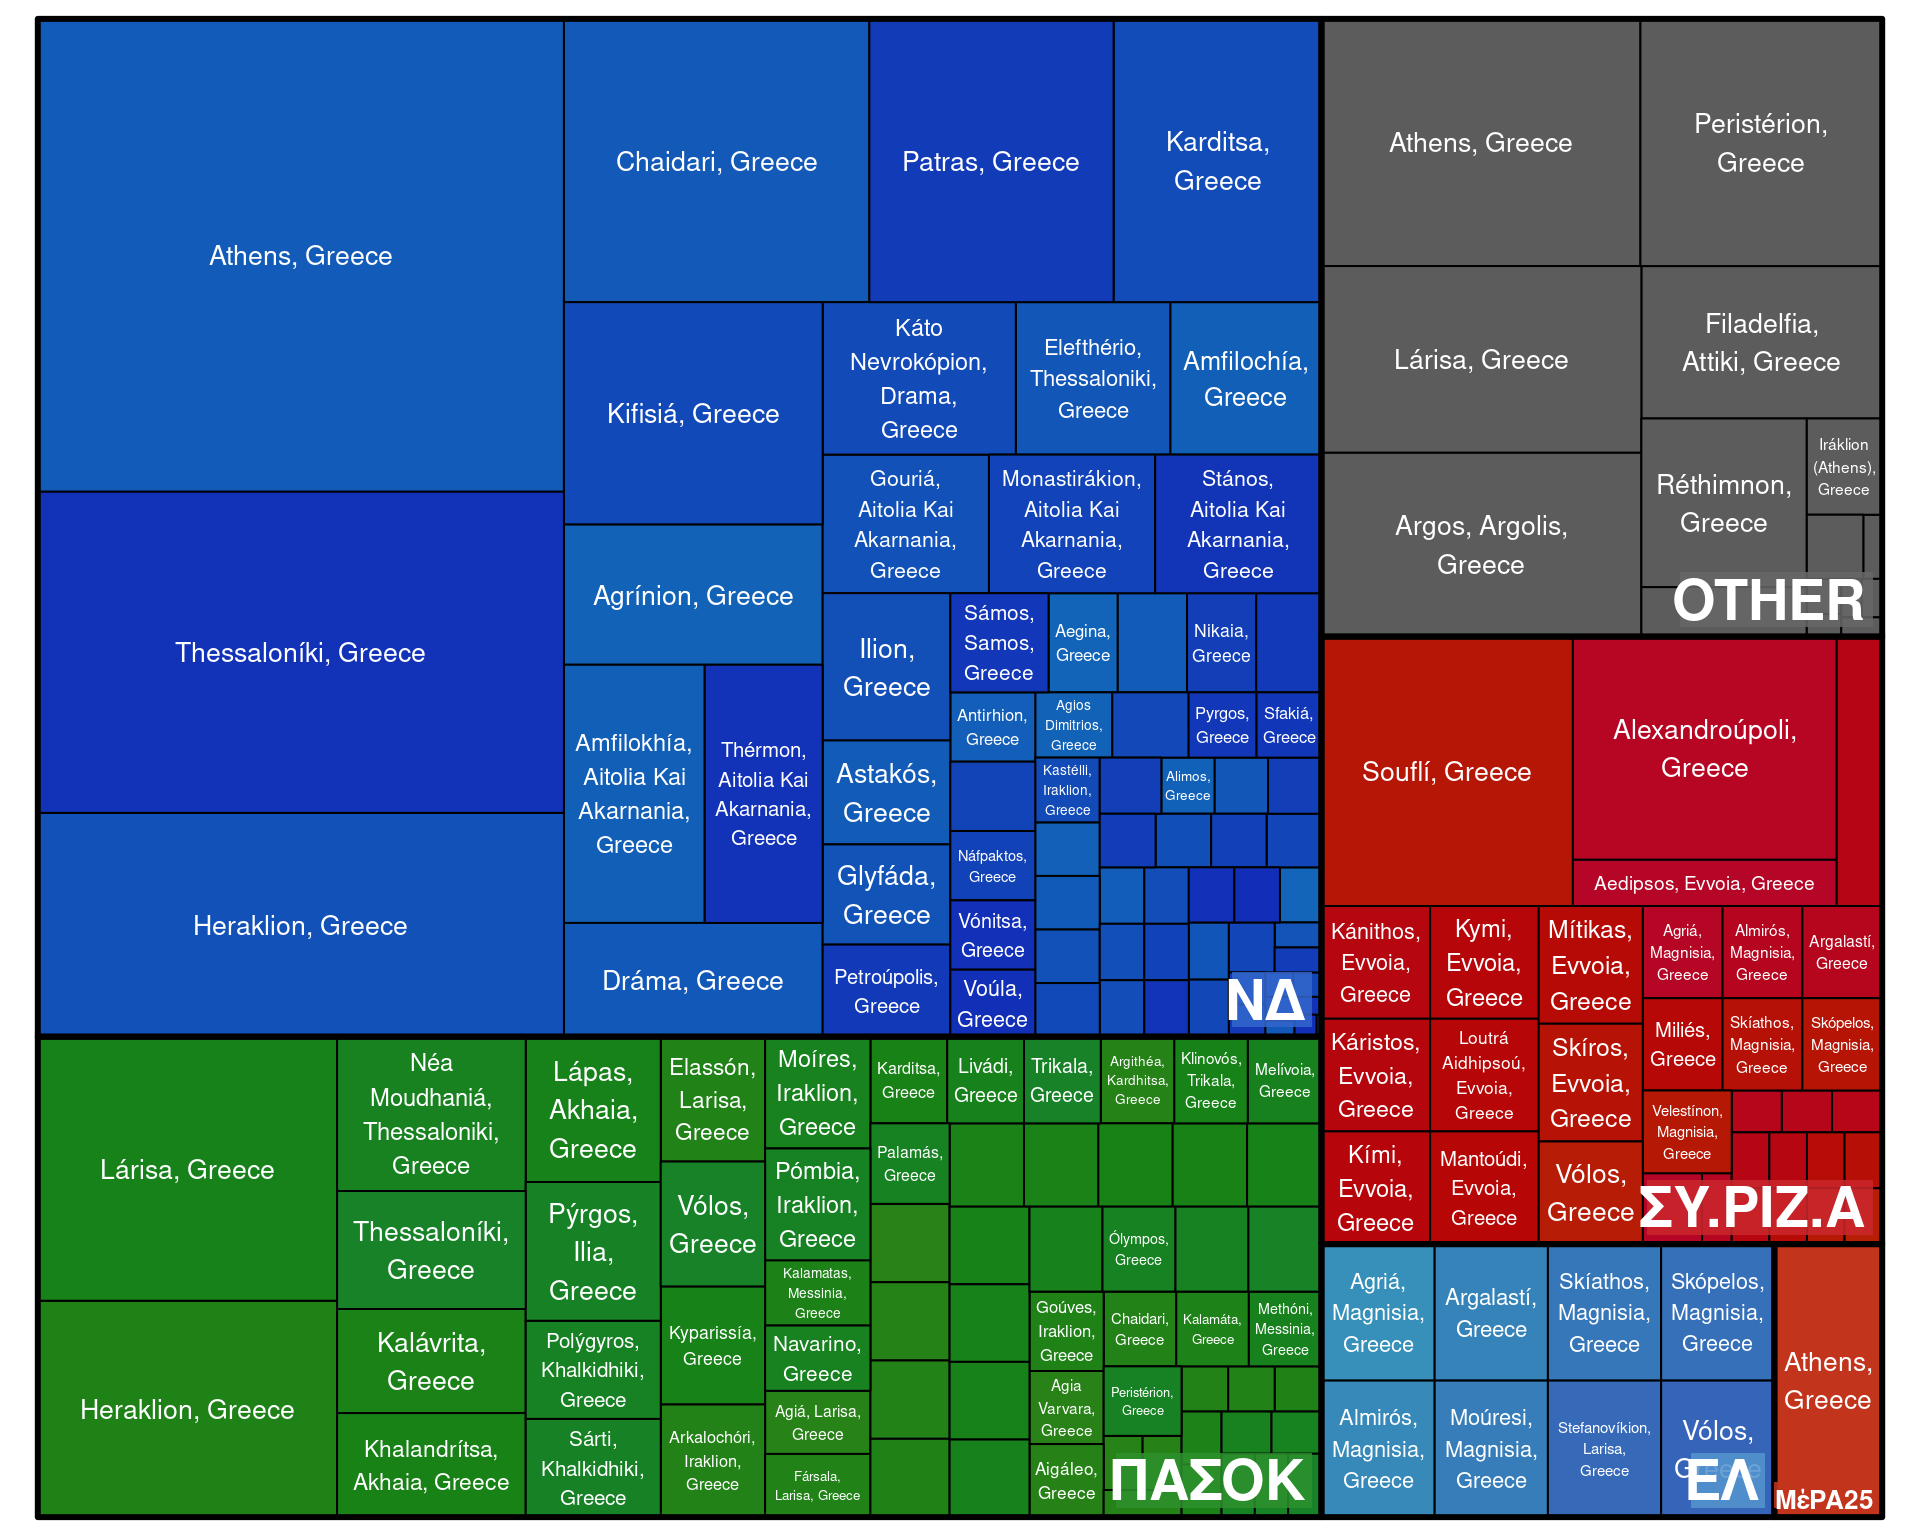 Athens, Greece
Thessaloníki, Greece
Heraklion, Greece
Chaidari, Greece
Patras, Greece
Karditsa,
Greece
Kifisiá, Greece
Agrínion, Greece
Amfilokhía,
Aitolia Kai
Akarnania,
Greece
Thérmon,
Aitolia Kai
Akarnania,
Greece
Dráma, Greece
Káto
Nevrokópion,
Drama,
Greece
Elefthério,
Thessaloniki,
Greece
Amfilochía,
Greece
Gouriá,
Aitolia Kai
Akarnania,
Greece
Monastirákion,
Aitolia Kai
Akarnania,
Greece
Stános,
Aitolia Kai
Akarnania,
Greece
Ilion,
Greece
Astakós,
Greece
Glyfáda,
Greece
Petroúpolis,
Greece
Sámos,
Samos,
Greece
Aegina,
Greece
Nikaia,
Greece
Antirhion,
Greece
Agios
Dimitrios,
Greece
Pyrgos,
Greece
Sfakiá,
Greece
Kastélli,
Iraklion,
Greece
Alimos,
Greece
Náfpaktos,
Greece
Vónitsa,
Greece
Voúla,
Greece
ΝΔ
Athens, Greece
Peristérion,
Greece
Lárisa, Greece
Filadelfia,
Attiki, Greece
Argos, Argolis,
Greece
Réthimnon,
Greece
Iráklion
(Athens),
Greece
OTHER
Souflí, Greece
Alexandroúpoli,
Greece
Aedipsos, Evvoia, Greece
Kánithos,
Evvoia,
Greece
Kymi,
Evvoia,
Greece
Mítikas,
Evvoia,
Greece
Agriá,
Magnisia,
Greece
Almirós,
Magnisia,
Greece
Argalastí,
Greece
Káristos,
Evvoia,
Greece
Loutrá
Aidhipsoú,
Evvoia,
Greece
Skíros,
Evvoia,
Greece
Miliés,
Greece
Skíathos,
Magnisia,
Greece
Skópelos,
Magnisia,
Greece
Kími,
Evvoia,
Greece
Mantoúdi,
Evvoia,
Greece
Vólos,
Greece
Velestínon,
Magnisia,
Greece
ΣΥ.ΡΙΖ.Α
Lárisa, Greece
Heraklion, Greece
Néa
Moudhaniá,
Thessaloniki,
Greece
Thessaloníki,
Greece
Kalávrita,
Greece
Khalandrítsa,
Akhaia, Greece
Lápas,
Akhaia,
Greece
Pýrgos,
Ilia,
Greece
Polýgyros,
Khalkidhiki,
Greece
Sárti,
Khalkidhiki,
Greece
Elassón,
Larisa,
Greece
Vólos,
Greece
Kyparissía,
Greece
Arkalochóri,
Iraklion,
Greece
Moíres,
Iraklion,
Greece
Pómbia,
Iraklion,
Greece
Kalamatas,
Messinia,
Greece
Navarino,
Greece
Agiá, Larisa,
Greece
Fársala,
Larisa, Greece
Karditsa,
Greece
Livádi,
Greece
Trikala,
Greece
Argithéa,
Kardhitsa,
Greece
Klinovós,
Trikala,
Greece
Melívoia,
Greece
Palamás,
Greece
Ólympos,
Greece
Goúves,
Iraklion,
Greece
Chaidari,
Greece
Kalamáta,
Greece
Methóni,
Messinia,
Greece
Agia
Varvara,
Greece
Peristérion,
Greece
Aigáleo,
Greece
ΠΑΣΟΚ
Agriá,
Magnisia,
Greece
Argalastí,
Greece
Skíathos,
Magnisia,
Greece
Skópelos,
Magnisia,
Greece
Almirós,
Magnisia,
Greece
Moúresi,
Magnisia,
Greece
Stefanovíkion,
Larisa,
Greece
Vólos,
Greece
ΕΛ
Athens,
Greece
ΜέΡΑ25